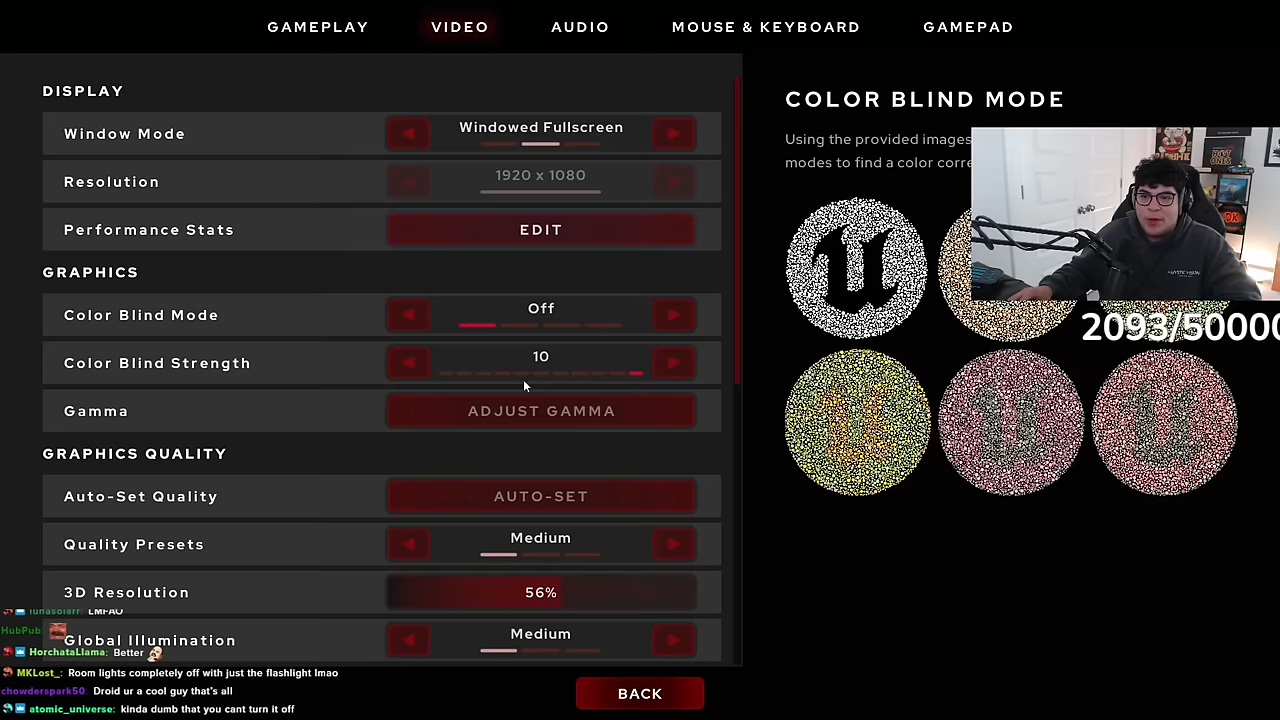 GAMEPLAY
VIDEO
AUDIO
MOUSE & KEYBOARD
GAMEPAD
DISPLAY
Window Mode
Windowed Fullscreen
Resolution
1920 x 1080
Performance Stats
EDIT
GRAPHICS
Color Blind Mode
Off
Color Blind Strength
10
Gamma
ADJUST GAMMA
GRAPHICS QUALITY
Auto-Set Quality
AUTO-SET
Quality Presets
Medium
3D Resolution
56%
Global Illumination
Medium
BACK
COLOR BLIND MODE
Using the provided images
modes to find a color corre
2093/50000
lunasolarr: LMFAO
HubPub:
HorchataLlama: Better
MKLost_: Room lights completely off with just the flashlight lmao
chowderspark50: Droid ur a cool guy that's all
atomic_universe: kinda dumb that you cant turn it off